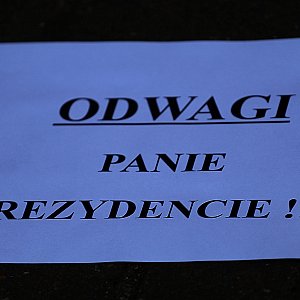 ODWAGI
PANIE
REZYDENCIE !